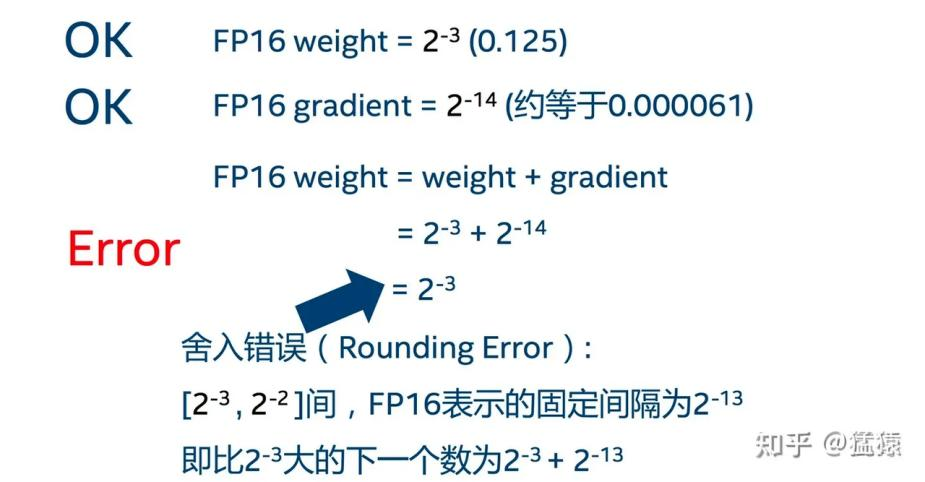 OK FP16 weight = 2⁻³ (0.125)
OK FP16 gradient = 2⁻¹⁴ (约等于0.000061)
FP16 weight = weight + gradient
= 2⁻³ + 2⁻¹⁴
Error
= 2⁻³
舍入错误（Rounding Error）:
[2⁻³ , 2⁻² ]间，FP16表示的固定间隔为2⁻¹³
即比2⁻³大的下一个数为2⁻³ + 2⁻¹³
知乎 @猛猿